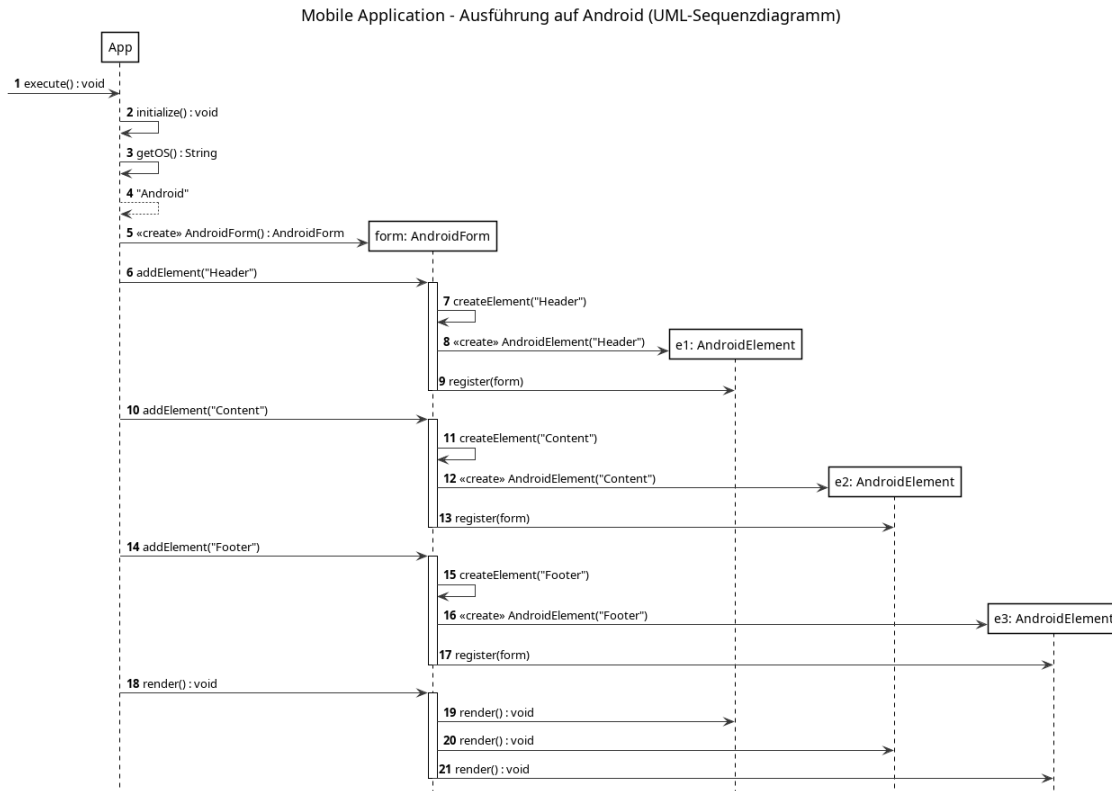 Mobile Application - Ausführung auf Android (UML-Sequenzdiagramm)
App
1 execute() : void
2 initialize() : void
3 getOS() : String
4 "Android"
5 «create» AndroidForm() : AndroidForm
form: AndroidForm
6 addElement("Header")
7 createElement("Header")
8 «create» AndroidElement("Header")
e1: AndroidElement
9 register(form)
10 addElement("Content")
11 createElement("Content")
12 «create» AndroidElement("Content")
e2: AndroidElement
13 register(form)
14 addElement("Footer")
15 createElement("Footer")
16 «create» AndroidElement("Footer")
e3: AndroidElement
17 register(form)
18 render() : void
19 render() : void
20 render() : void
21 render() : void